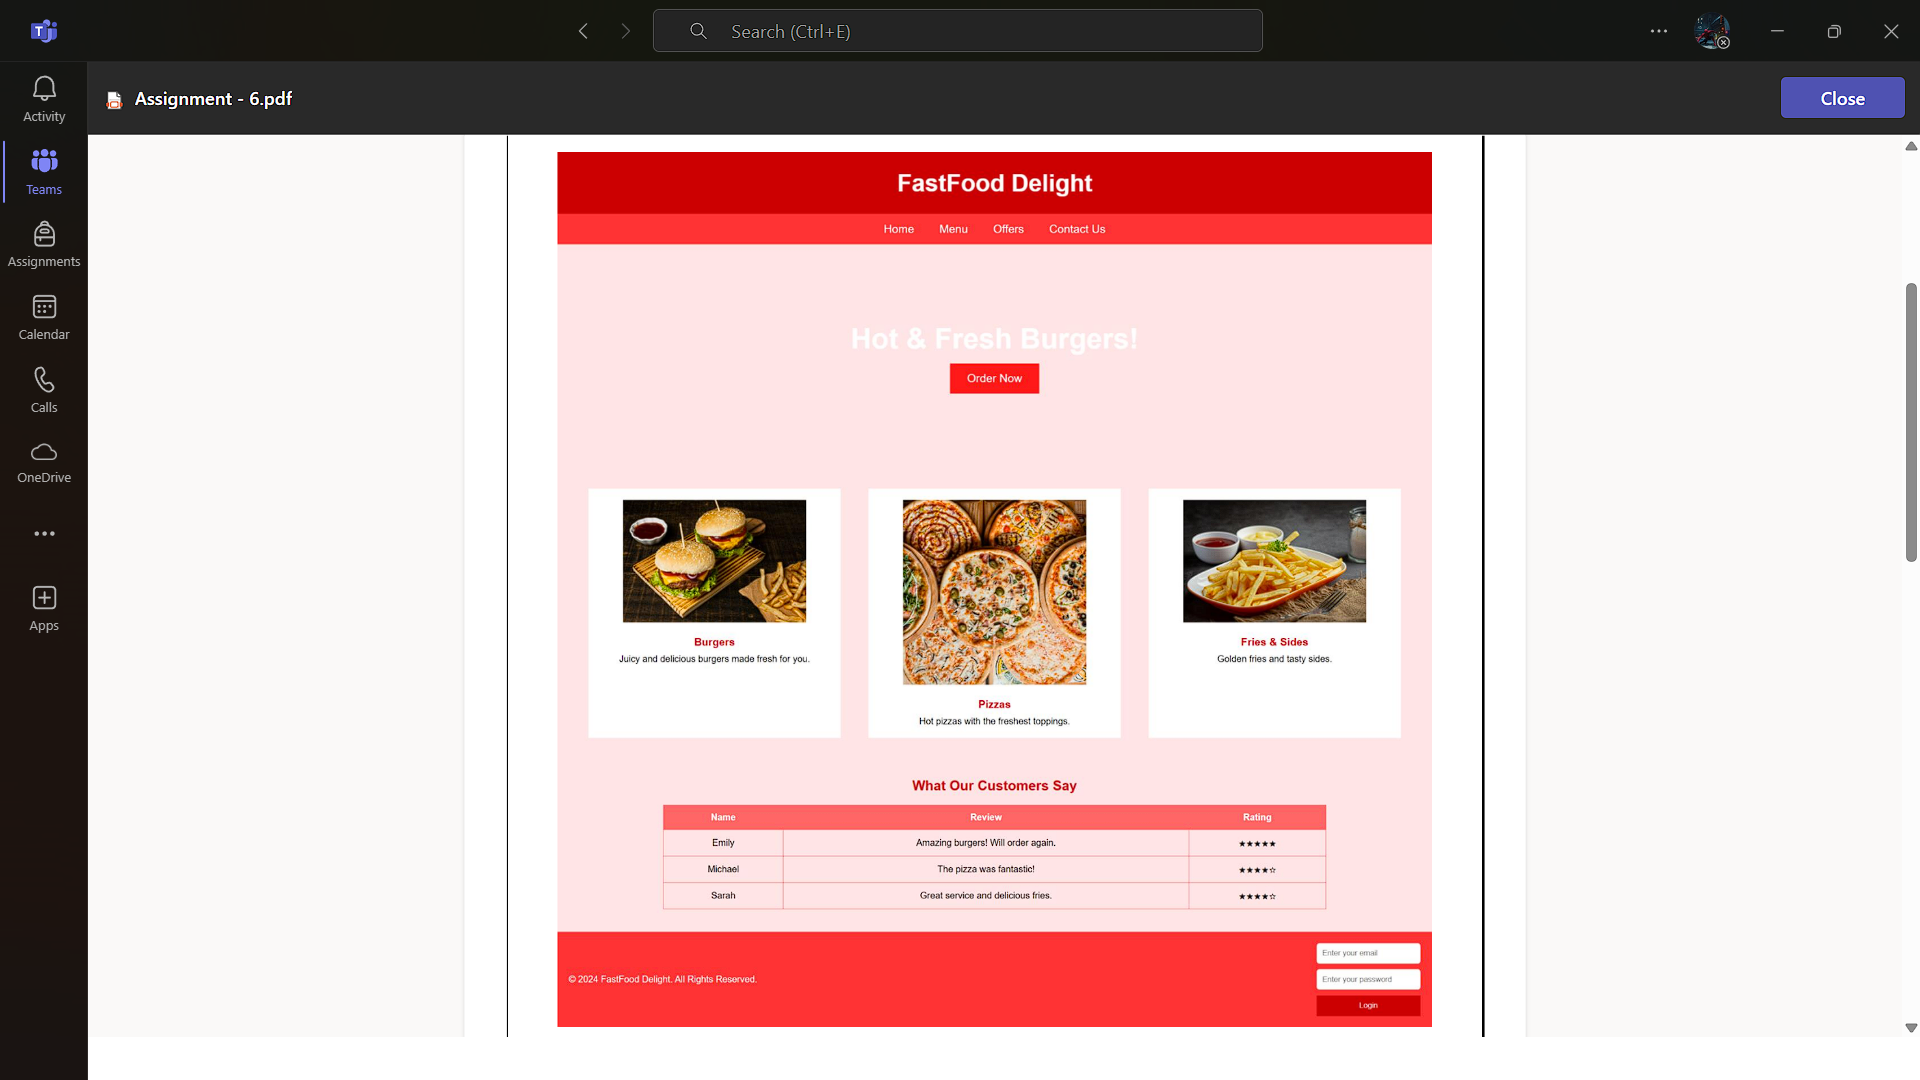 Search (Ctrl+E)
Activity
Teams
Assignments
Calendar
Calls
OneDrive
Apps
Assignment - 6.pdf
Close
FastFood Delight
Home Menu Offers Contact Us
Hot & Fresh Burgers!
Order Now
Burgers
Juicy and delicious burgers made fresh for you.
Pizzas
Hot pizzas with the freshest toppings.
Fries & Sides
Golden fries and tasty sides.
What Our Customers Say
Name Review Rating
Emily Amazing burgers! Will order again. ★★★★★
Michael The pizza was fantastic! ★★★★☆
Sarah Great service and delicious fries. ★★★★☆
© 2024 FastFood Delight. All Rights Reserved.
Enter your email
Enter your password
Login